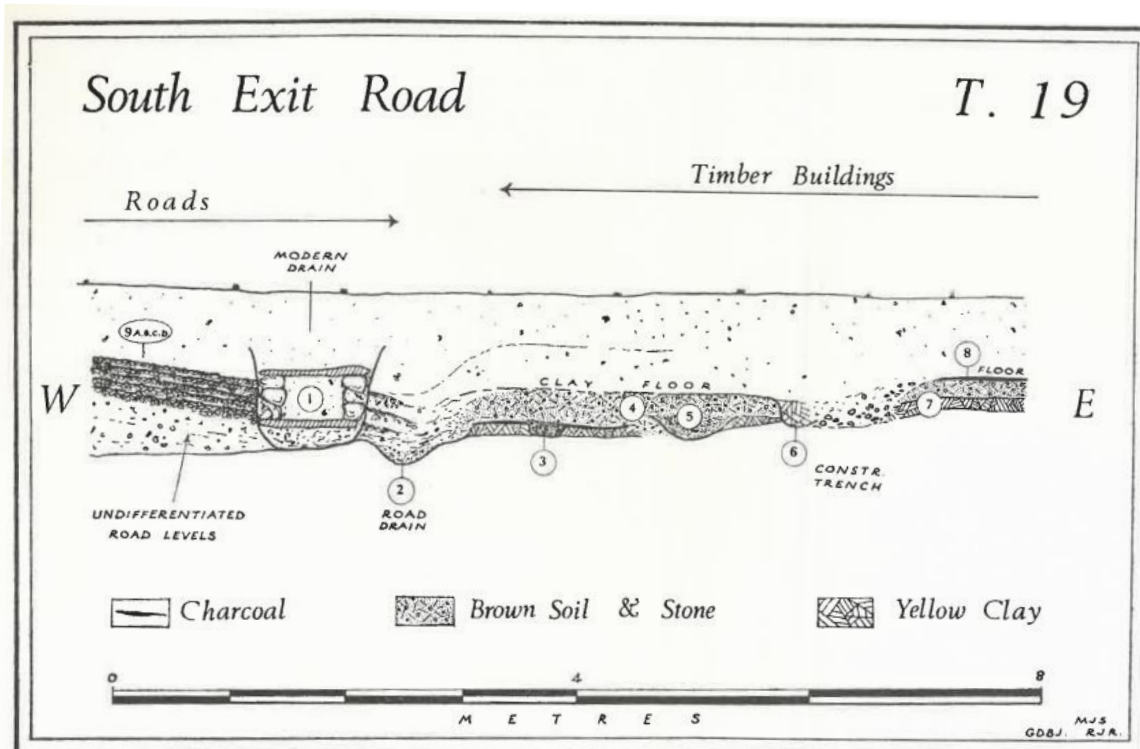 South Exit Road
T. 19
Timber Buildings
Roads
MODERN
DRAIN
9 A.B.C.D.
8
FLOOR
CLAY FLOOR
W
1
4
5
7
E
6
3
2
CONSTR.
TRENCH
ROAD
DRAIN
UNDIFFERENTIATED
ROAD LEVELS
Charcoal
Brown Soil & Stone
Yellow Clay
0
4
8
METRES
MJS
GDBJ. RJR.